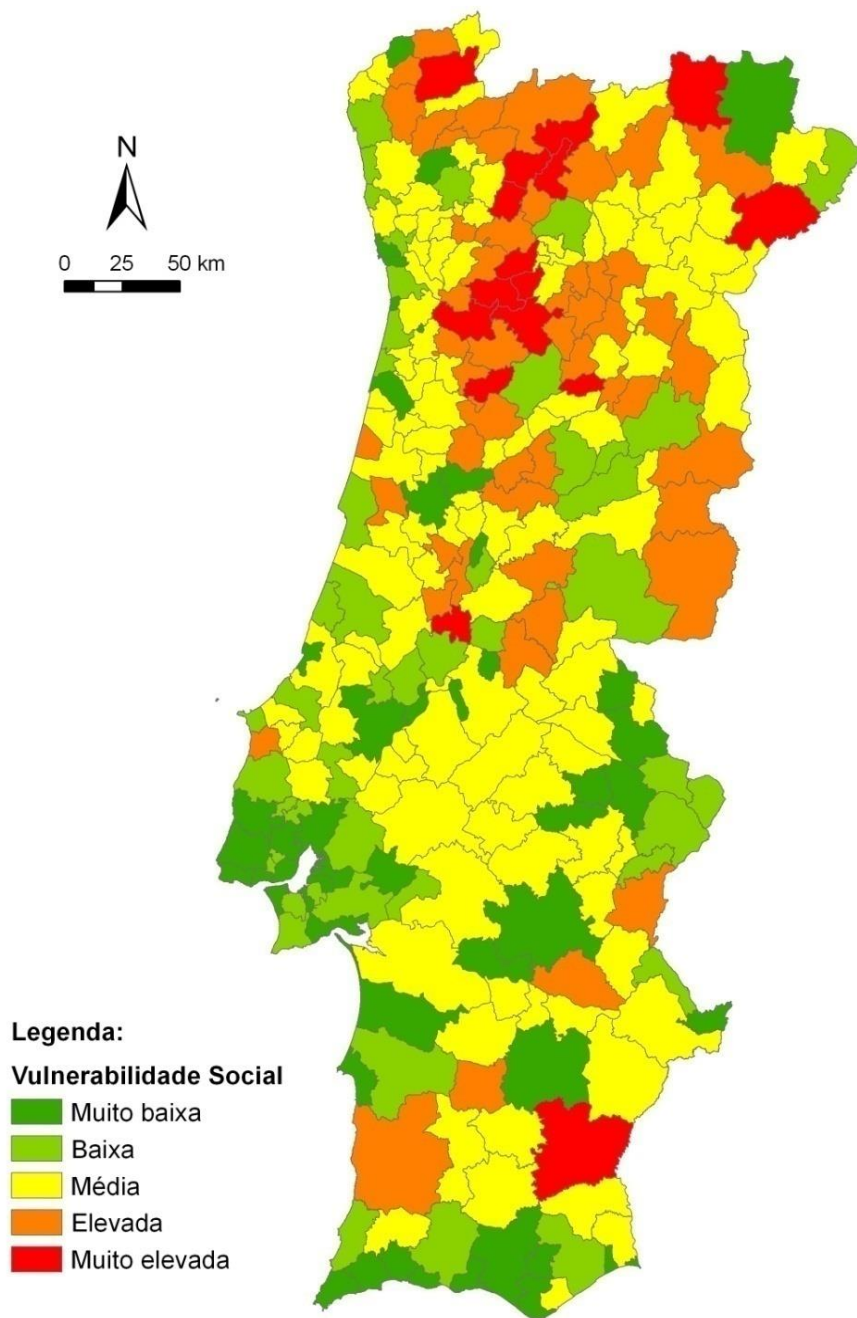 N
0 25 50 km
Legenda:
Vulnerabilidade Social
Muito baixa
Baixa
Média
Elevada
Muito elevada